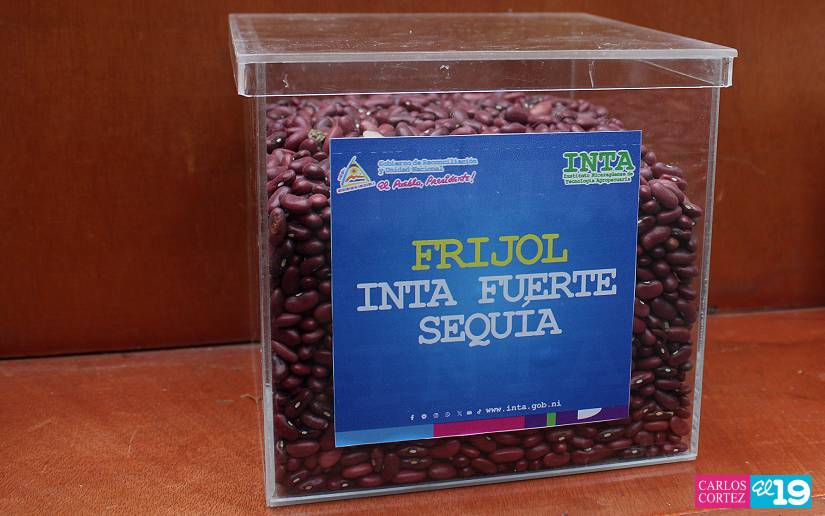 Gobierno de Reconciliación
y Unidad Nacional
El Pueblo, Presidente!
INTA
Instituto Nicaragüense de
Tecnología Agropecuaria
FRIJOL
INTA FUERTE
SEQUÍA
www.inta.gob.ni
CARLOS
CORTEZ
El 19